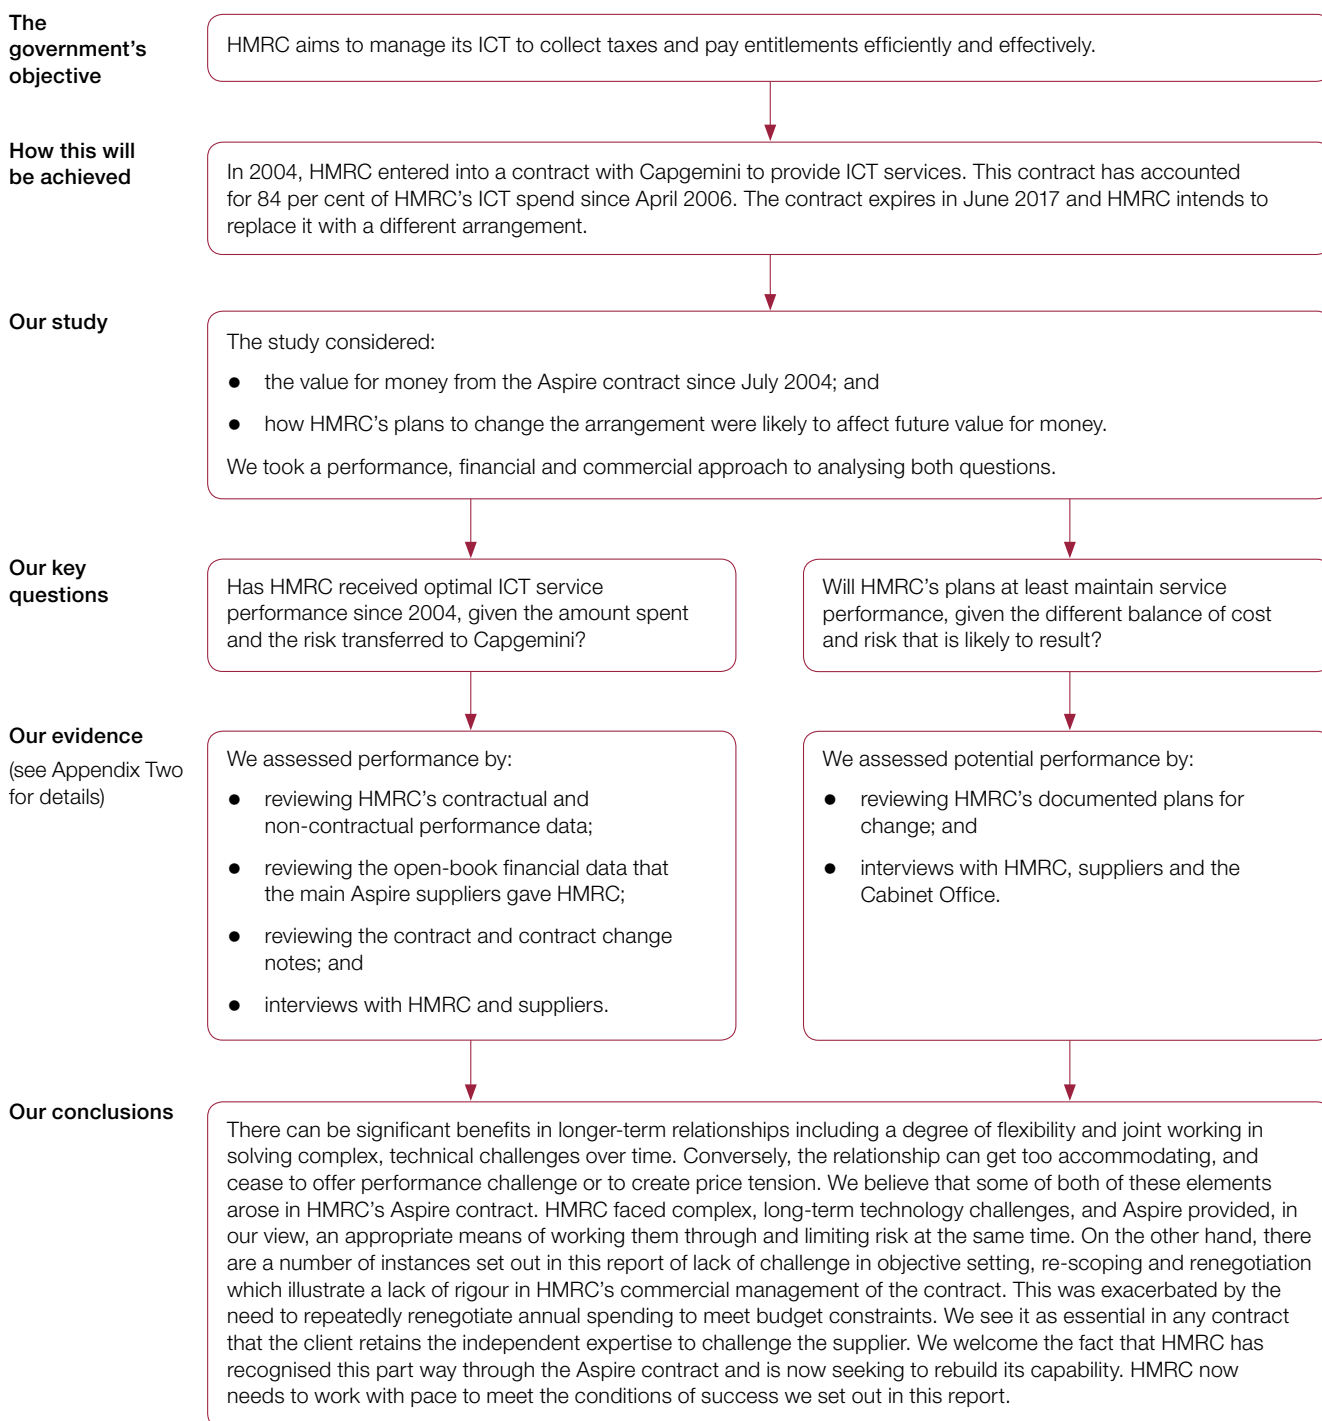 The
government's
objective
HMRC aims to manage its ICT to collect taxes and pay entitlements efficiently and effectively.
How this will
be achieved
In 2004, HMRC entered into a contract with Capgemini to provide ICT services. This contract has accounted
for 84 per cent of HMRC's ICT spend since April 2006. The contract expires in June 2017 and HMRC intends to
replace it with a different arrangement.
Our study
The study considered:
● the value for money from the Aspire contract since July 2004; and
● how HMRC's plans to change the arrangement were likely to affect future value for money.
We took a performance, financial and commercial approach to analysing both questions.
Our key
questions
Has HMRC received optimal ICT service
performance since 2004, given the amount spent
and the risk transferred to Capgemini?
Will HMRC's plans at least maintain service
performance, given the different balance of cost
and risk that is likely to result?
Our evidence
(see Appendix Two
for details)
We assessed performance by:
● reviewing HMRC's contractual and
non-contractual performance data;
● reviewing the open-book financial data that
the main Aspire suppliers gave HMRC;
● reviewing the contract and contract change
notes; and
● interviews with HMRC and suppliers.
We assessed potential performance by:
● reviewing HMRC's documented plans for
change; and
● interviews with HMRC, suppliers and the
Cabinet Office.
Our conclusions
There can be significant benefits in longer-term relationships including a degree of flexibility and joint working in
solving complex, technical challenges over time. Conversely, the relationship can get too accommodating, and
cease to offer performance challenge or to create price tension. We believe that some of both of these elements
arose in HMRC's Aspire contract. HMRC faced complex, long-term technology challenges, and Aspire provided, in
our view, an appropriate means of working them through and limiting risk at the same time. On the other hand, there
are a number of instances set out in this report of lack of challenge in objective setting, re-scoping and renegotiation
which illustrate a lack of rigour in HMRC's commercial management of the contract. This was exacerbated by the
need to repeatedly renegotiate annual spending to meet budget constraints. We see it as essential in any contract
that the client retains the independent expertise to challenge the supplier. We welcome the fact that HMRC has
recognised this part way through the Aspire contract and is now seeking to rebuild its capability. HMRC now
needs to work with pace to meet the conditions of success we set out in this report.